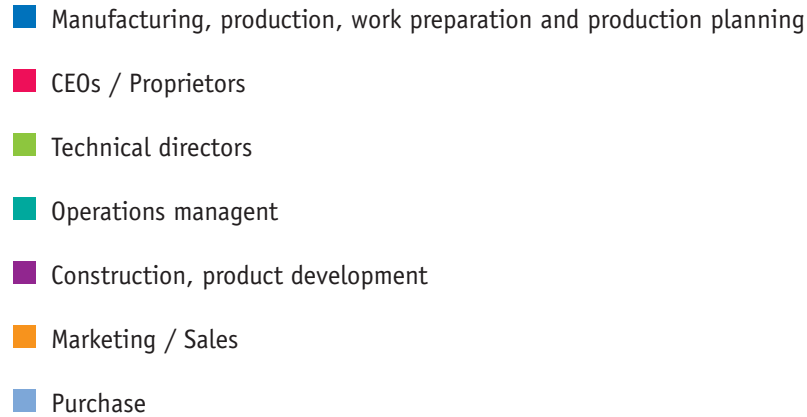 Manufacturing, production, work preparation and production planning
CEOs / Proprietors
Technical directors
Operations managent
Construction, product development
Marketing / Sales
Purchase